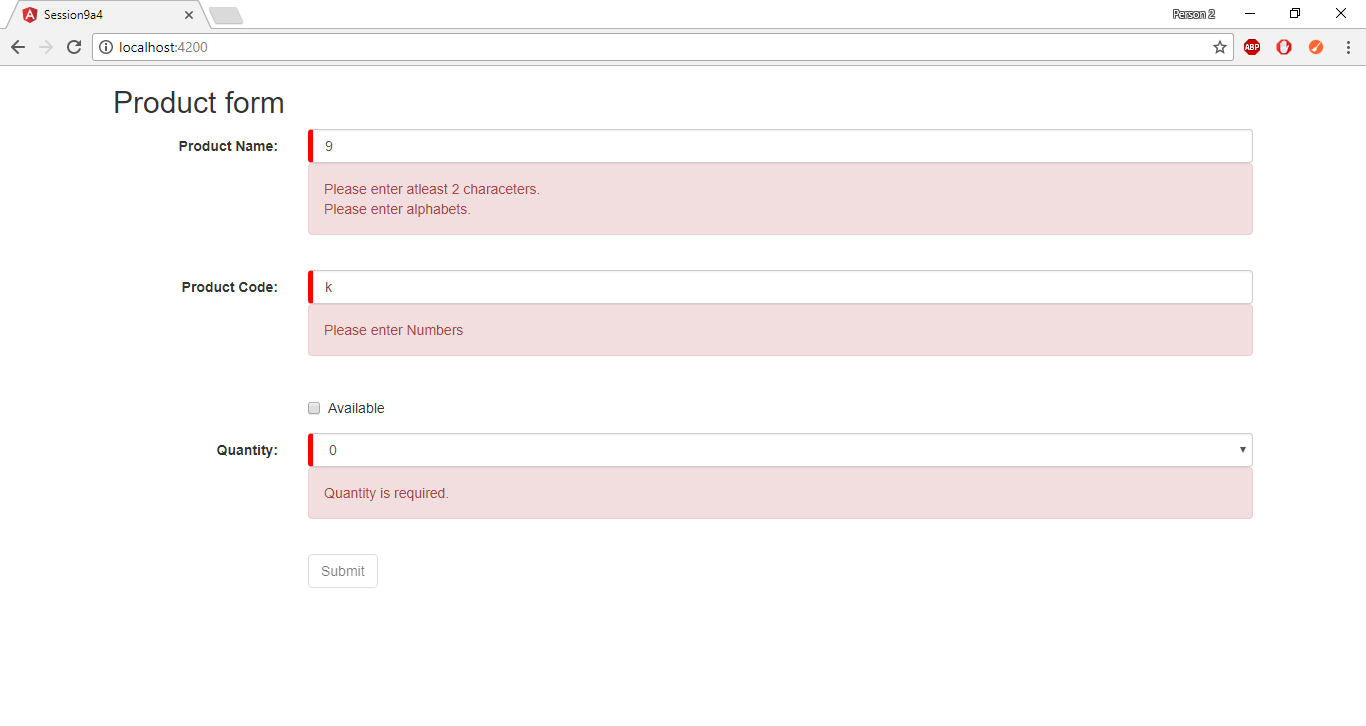 Session9a4
Person 2
localhost:4200
ABP
Product form
Product Name:
9
Please enter atleast 2 characeters.
Please enter alphabets.
Product Code:
k
Please enter Numbers
Available
Quantity:
0
Quantity is required.
Submit